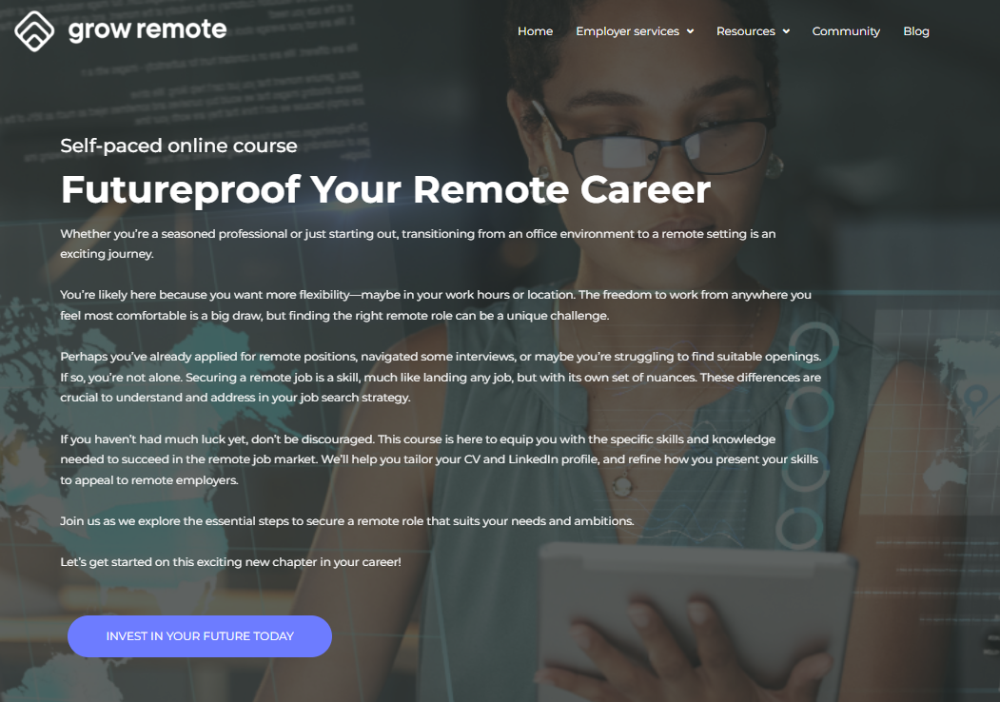 grow remote
Home Employer services Resources Community Blog
Self-paced online course
Futureproof Your Remote Career
Whether you're a seasoned professional or just starting out, transitioning from an office environment to a remote setting is an
exciting journey.
You're likely here because you want more flexibility—maybe in your work hours or location. The freedom to work from anywhere you
feel most comfortable is a big draw, but finding the right remote role can be a unique challenge.
Perhaps you've already applied for remote positions, navigated some interviews, or maybe you're struggling to find suitable openings.
If so, you're not alone. Securing a remote job is a skill, much like landing any job, but with its own set of nuances. These differences are
crucial to understand and address in your job search strategy.
If you haven't had much luck yet, don't be discouraged. This course is here to equip you with the specific skills and knowledge
needed to succeed in the remote job market. We'll help you tailor your CV and LinkedIn profile, and refine how you present your skills
to appeal to remote employers.
Join us as we explore the essential steps to secure a remote role that suits your needs and ambitions.
Let's get started on this exciting new chapter in your career!
INVEST IN YOUR FUTURE TODAY